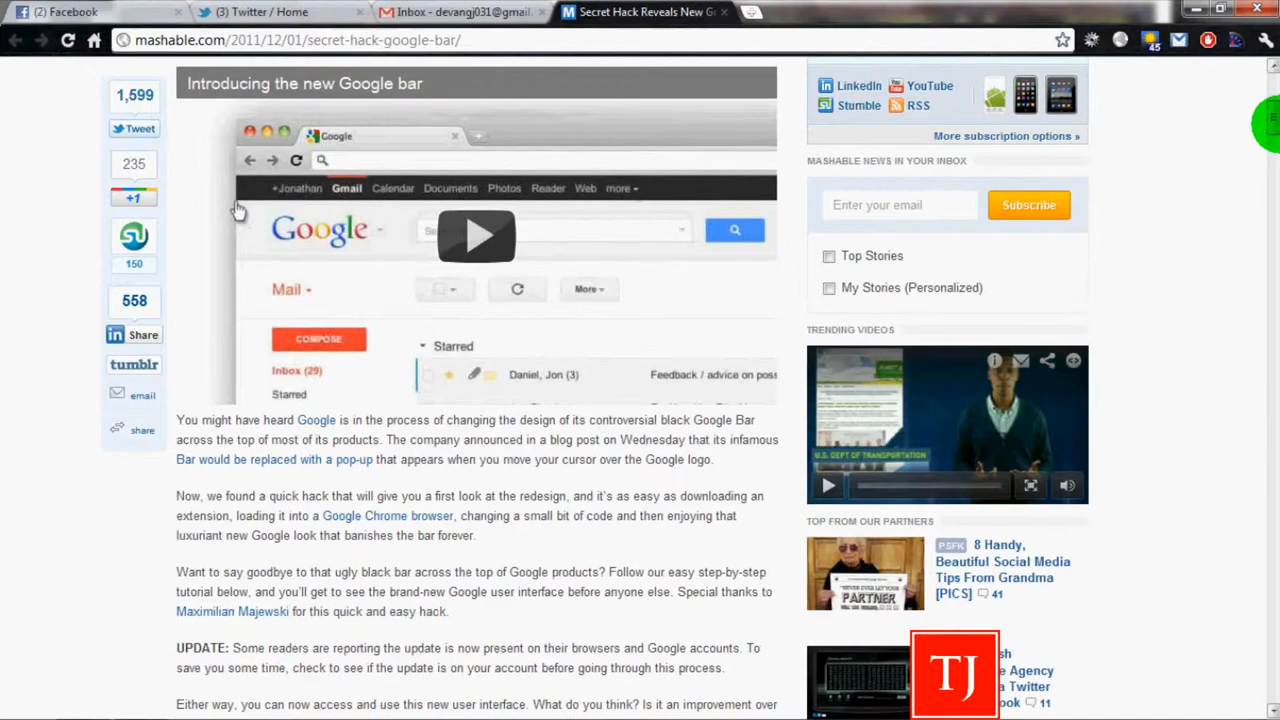 (5) Facebook
(3) Twitter / Home
Inbox - devangj031@gmail.
Secret Hack Reveals New G
mashable.com/2011/12/01/secret-hack-google-bar/
45
1,599
Tweet
235
+1
150
558
Share
tumblr
email
share
Introducing the new Google bar
Google
+Jonathan Gmail Calendar Documents Photos Reader Web more
Google
Se
Mail
More
COMPOSE
Starred
Inbox (29)
Daniel, Jon (3) Feedback / advice on poss
Starred
You might have heard Google is in the process of changing the design of its controversial black Google Bar
across the top of most of its products. The company announced in a blog post on Wednesday that its infamous
Bar would be replaced with a pop-up that appears when you move your cursor over the Google logo.
Now, we found a quick hack that will give you a first look at the redesign, and it's as easy as downloading an
extension, loading it into a Google Chrome browser, changing a small bit of code and then enjoying that
luxuriant new Google look that banishes the bar forever.
Want to say goodbye to that ugly black bar across the top of Google products? Follow our easy step-by-step
tutorial below, and you'll get to see the brand new Google user interface before anyone else. Special thanks to
Maximilian Majewski for this quick and easy hack.
UPDATE: Some readers are reporting the update is now present on their browsers and Google accounts. To
save you some time, check to see if the update is on your account before going through with this process.
Either way, you can still access and use this new user interface. What do you think? Is it an improvement over
LinkedIn YouTube
Stumble RSS
More subscription options »
MASHABLE NEWS IN YOUR INBOX
Enter your email
Subscribe
Top Stories
My Stories (Personalized)
TRENDING VIDEOS
U.S. DEPT OF TRANSPORTATION
TOP FROM OUR PARTNERS
NEVER EVER LET YOUR
PARTNER
PSFK 8 Handy,
Beautiful Social Media
Tips From Grandma
[PICS] 41
sh
e Agency
a Twitter
ook 11
TJ